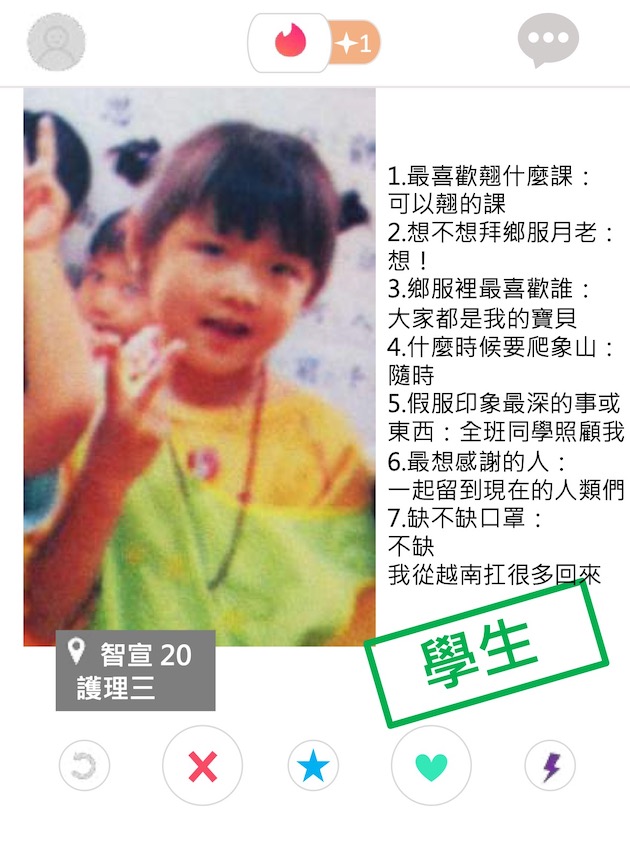 1
1.最喜歡翹什麼課：
可以翹的課
2.想不想拜鄉服月老：
想！
3.鄉服裡最喜歡誰：
大家都是我的寶貝
4.什麼時候要爬象山：
隨時
5.假服印象最深的事或
東西：全班同學照顧我
6.最想感謝的人：
一起留到現在的人類們
7.缺不缺口罩：
不缺
我從越南扛很多回來
學生
智宣 20
護理三